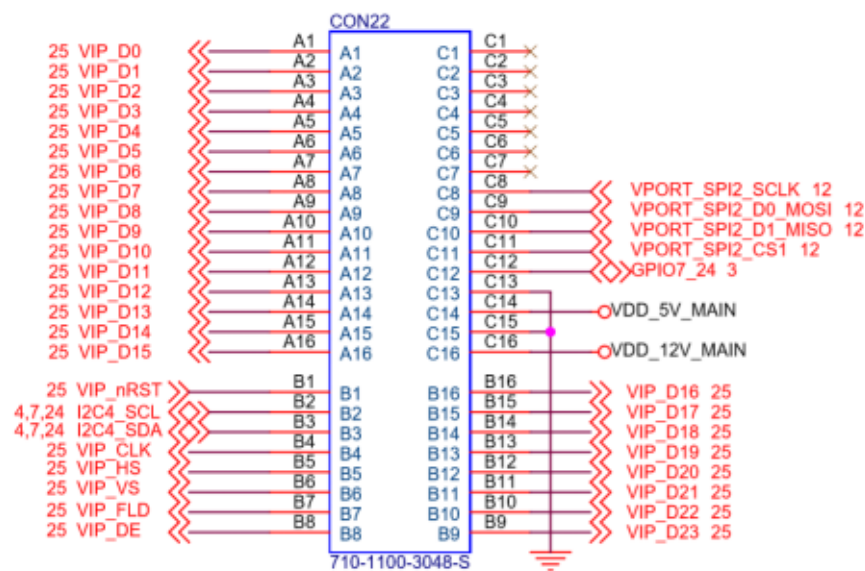 CON22
25 VIP_D0 A1 A1 C1 C1
25 VIP_D1 A2 A2 C2 C2
25 VIP_D2 A3 A3 C3 C3
25 VIP_D3 A4 A4 C4 C4
25 VIP_D4 A5 A5 C5 C5
25 VIP_D5 A6 A6 C6 C6
25 VIP_D6 A7 A7 C7 C7
25 VIP_D7 A8 A8 C8 C8 VPORT_SPI2_SCLK 12
25 VIP_D8 A9 A9 C9 C9 VPORT_SPI2_D0_MOSI 12
25 VIP_D9 A10 A10 C10 C10 VPORT_SPI2_D1_MISO 12
25 VIP_D10 A11 A11 C11 C11 VPORT_SPI2_CS1 12
25 VIP_D11 A12 A12 C12 C12 GPIO7_24 3
25 VIP_D12 A13 A13 C13 C13
25 VIP_D13 A14 A14 C14 C14 VDD_5V_MAIN
25 VIP_D14 A15 A15 C15 C15
25 VIP_D15 A16 A16 C16 C16 VDD_12V_MAIN
25 VIP_nRST B1 B1 B16 B16 VIP_D16 25
4,7,24 I2C4_SCL B2 B2 B15 B15 VIP_D17 25
4,7,24 I2C4_SDA B3 B3 B14 B14 VIP_D18 25
25 VIP_CLK B4 B4 B13 B13 VIP_D19 25
25 VIP_HS B5 B5 B12 B12 VIP_D20 25
25 VIP_VS B6 B6 B11 B11 VIP_D21 25
25 VIP_FLD B7 B7 B10 B10 VIP_D22 25
25 VIP_DE B8 B8 B9 B9 VIP_D23 25
710-1100-3048-S